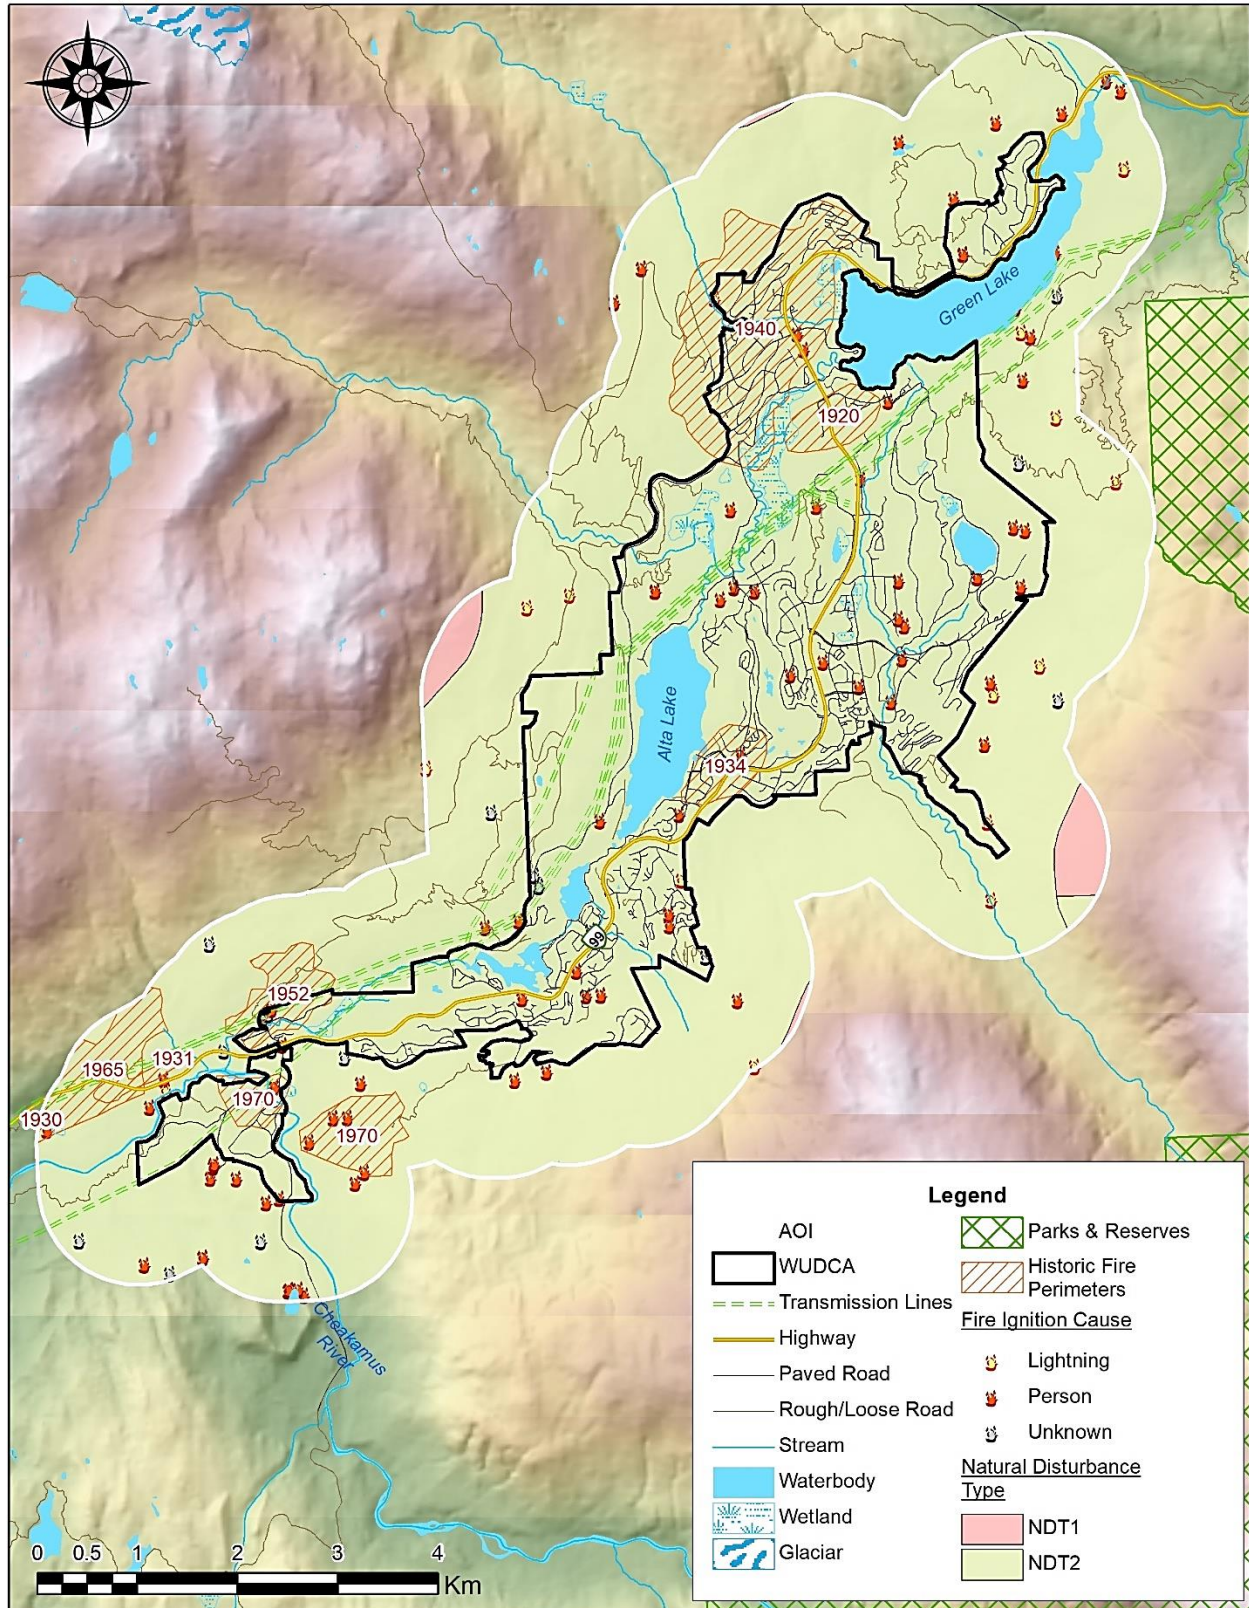 Green Lake
1940
1920
Alta Lake
1934
99
1952
1965
1931
1930
1970
1970
Cheakamus
River
0 0.5 1 2 3 4
Km
Legend
AOI
WUDCA
Transmission Lines
Highway
Paved Road
Rough/Loose Road
Stream
Waterbody
Wetland
Glaciar
Parks & Reserves
Historic Fire
Perimeters
Fire Ignition Cause
Lightning
Person
Unknown
Natural Disturbance
Type
NDT1
NDT2